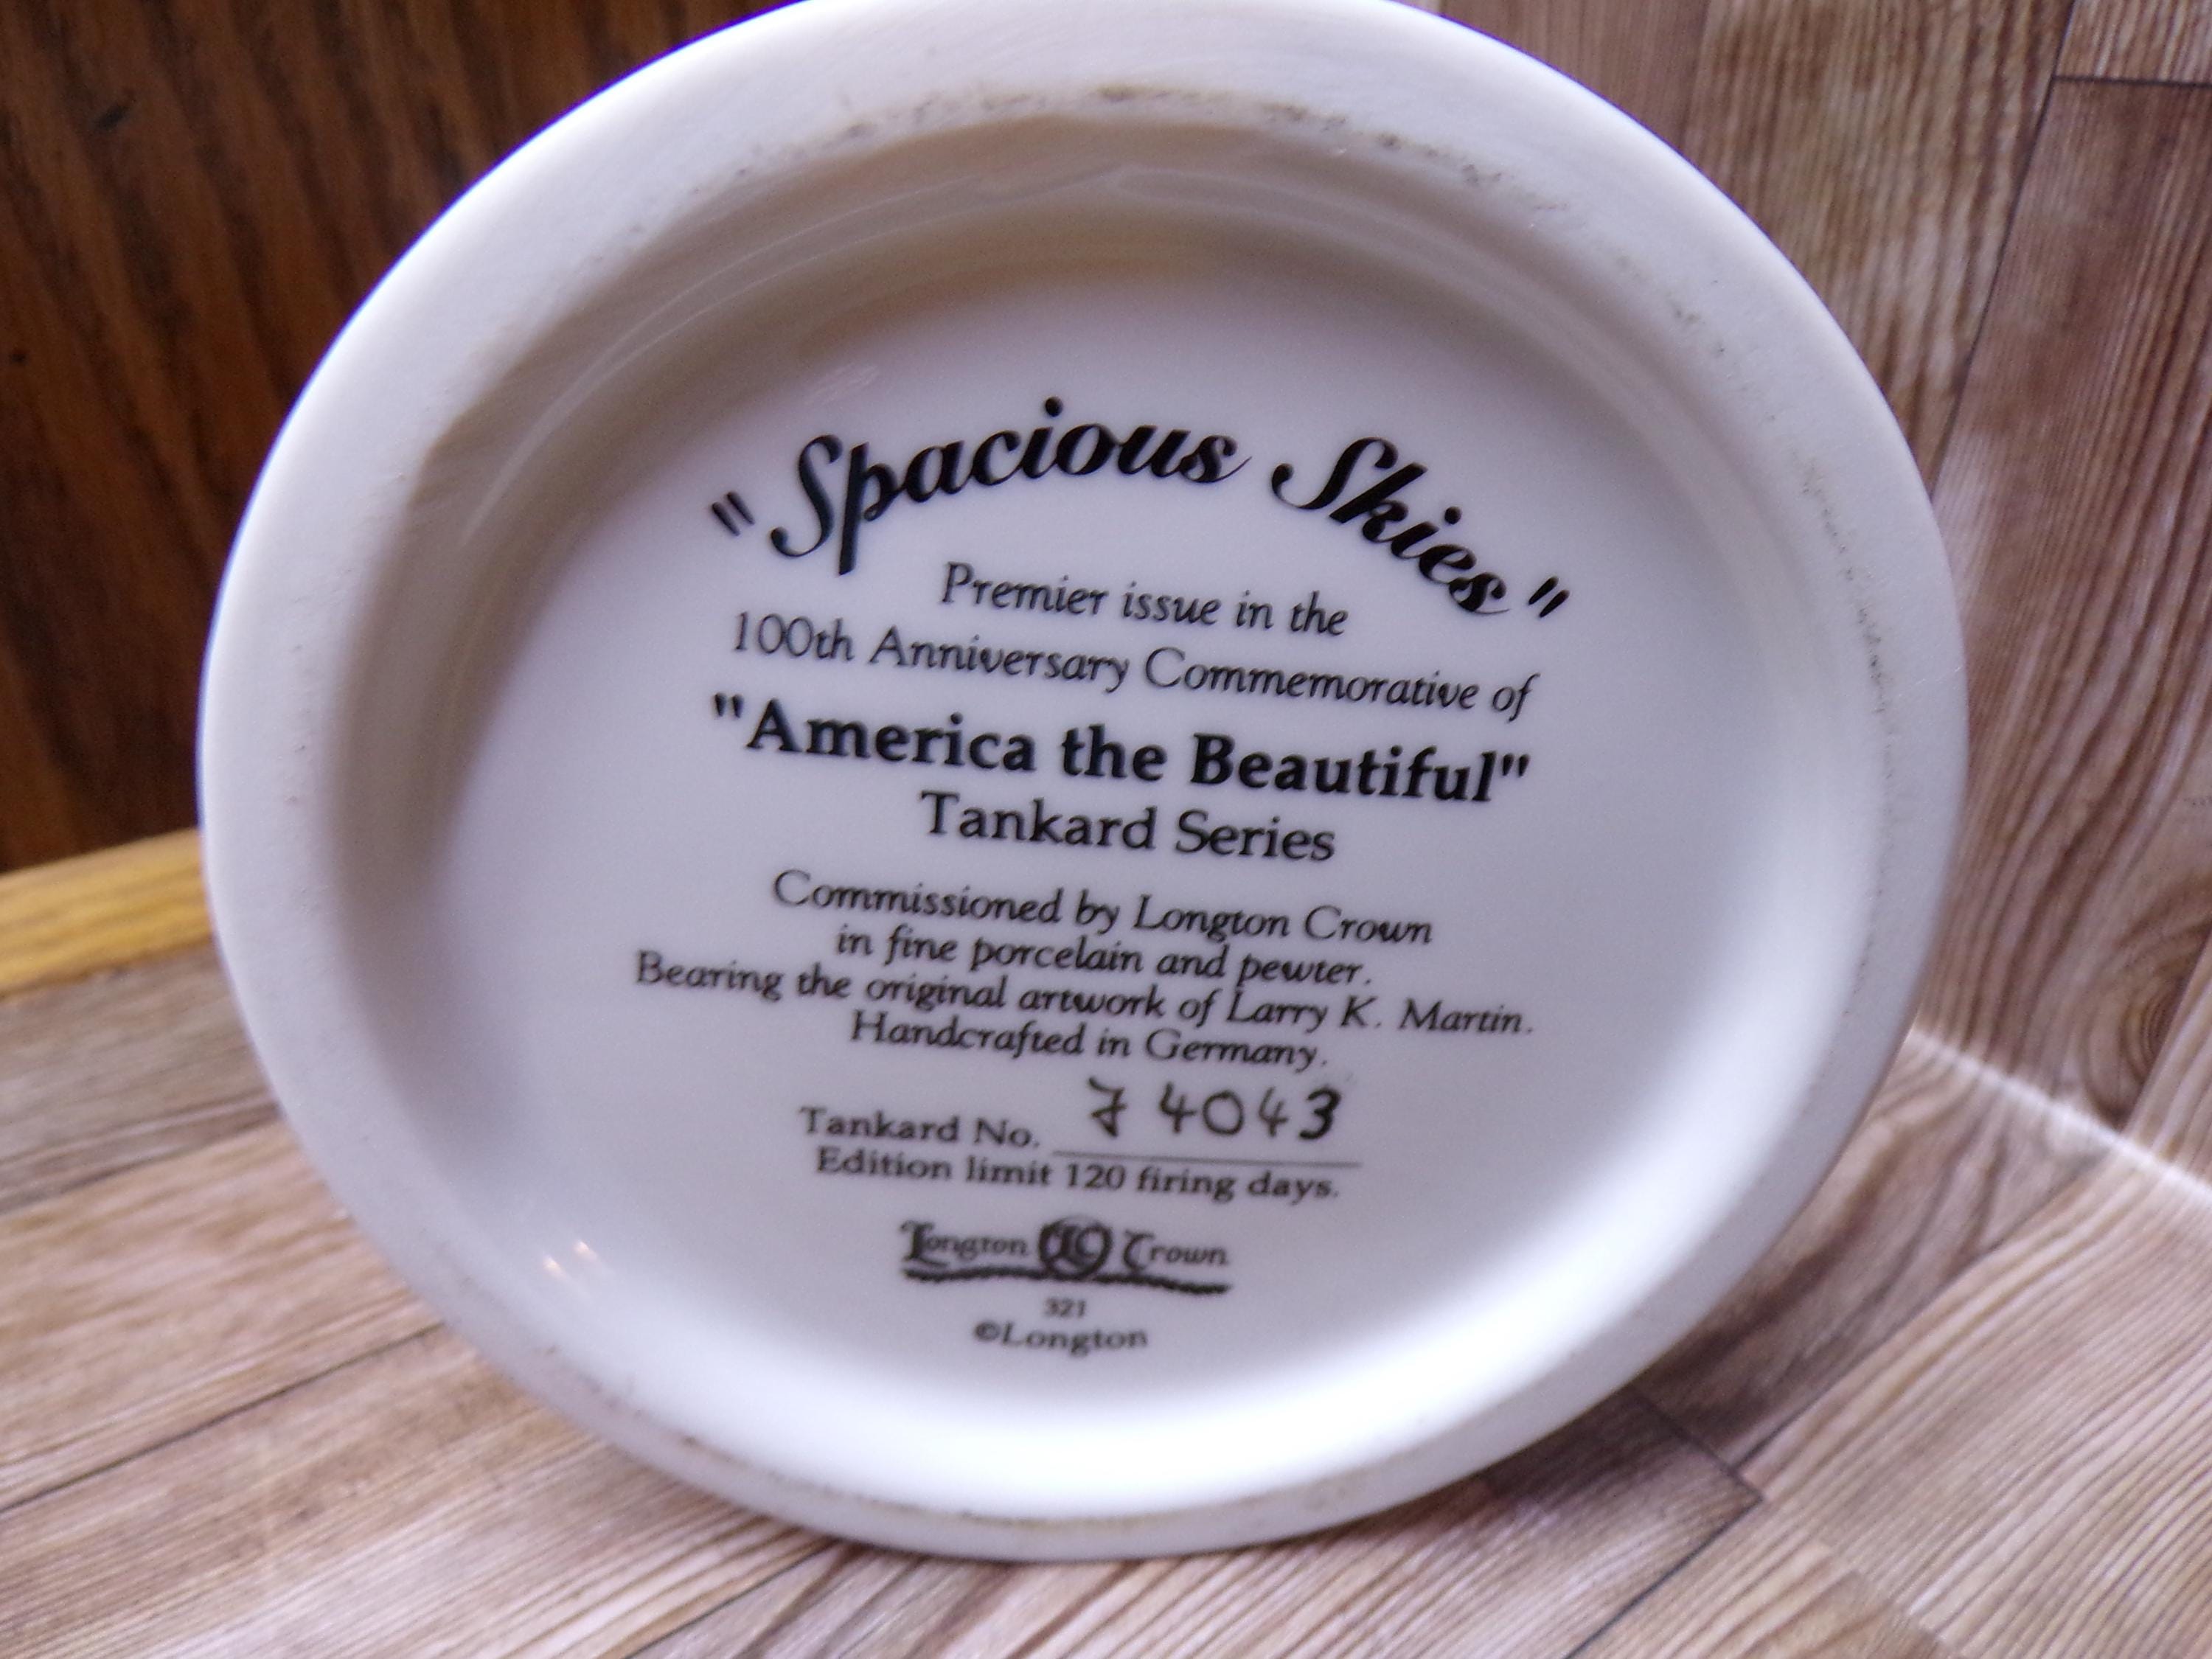 "Spacious Skies"
Premier issue in the
100th Anniversary Commemorative of
"America the Beautiful"
Tankard Series
Commissioned by Longton Crown
in fine porcelain and pewter.
Bearing the original artwork of Larry K. Martin.
Handcrafted in Germany.
Tankard No. J 4043
Edition limit 120 firing days.
Longton LC Crown
321
©Longton